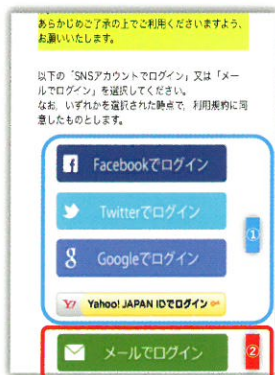 あらかじめご了承の上でご利用くださいますよう、
お願いいたします。
以下の「SNSアカウントでログイン」又は「メー
ルでログイン」を選択してください。
なお、いずれかを選択された時点で、利用規約に同
意したものとします。
Facebookでログイン
Twitterでログイン
①
Googleでログイン
Y! Yahoo! JAPAN IDでログイン
メールでログイン
②